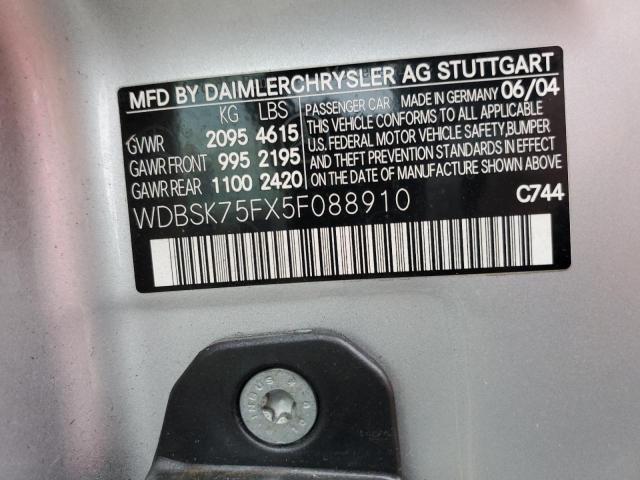 MFD BY DAIMLERCHRYSLER AG STUTTGART
KG LBS
GVWR 2095 4615
GAWR FRONT 995 2195
GAWR REAR 1100 2420
PASSENGER CAR MADE IN GERMANY 06/04
THIS VEHICLE CONFORMS TO ALL APPLICABLE
U.S. FEDERAL MOTOR VEHICLE SAFETY, BUMPER
AND THEFT PREVENTION STANDARDS IN EFFECT
ON THE DATE OF MANUFACTURE SHOWN ABOVE
WDBSK75FX5F088910
C744